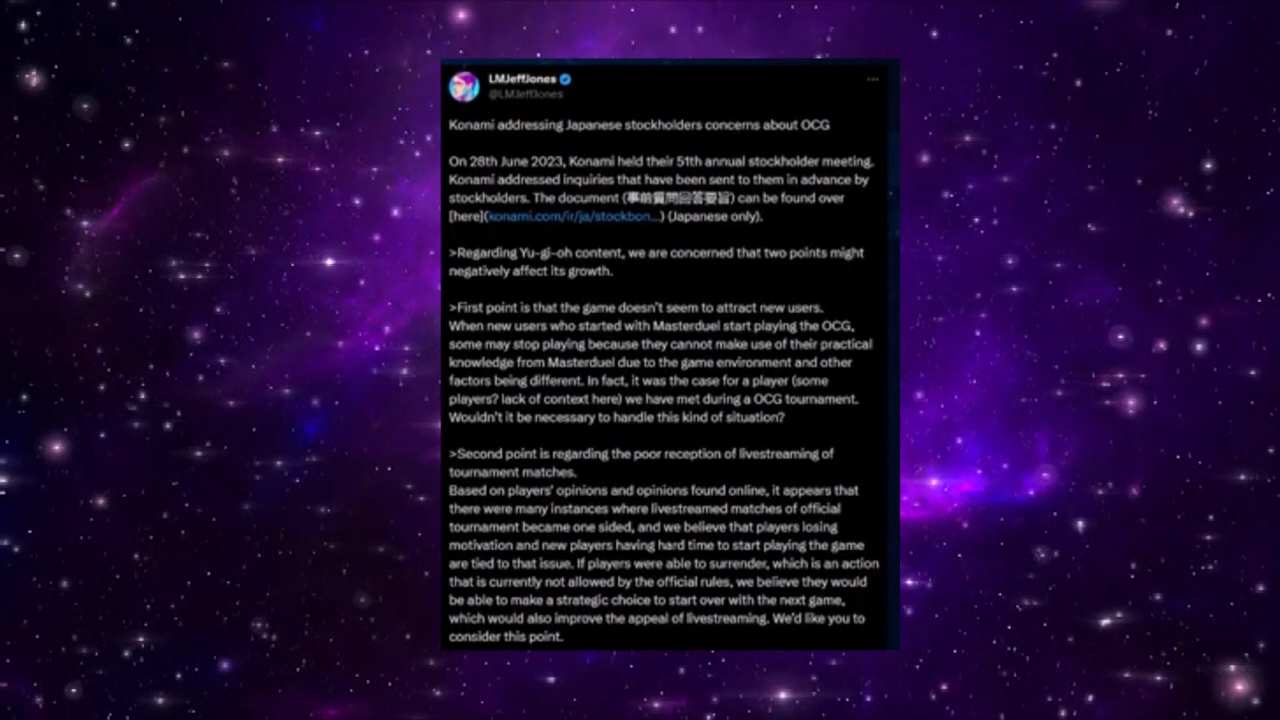 LMJeffJones
@LMJeffJones
Konami addressing Japanese stockholders concerns about OCG
On 28th June 2023, Konami held their 51th annual stockholder meeting.
Konami addressed inquiries that have been sent to them in advance by
stockholders. The document (事前質問回答要旨) can be found over
[here](konami.com/ir/ja/stockbon...) (Japanese only).
>Regarding Yu-gi-oh content, we are concerned that two points might
negatively affect its growth.
>First point is that the game doesn't seem to attract new users.
When new users who started with Masterduel start playing the OCG,
some may stop playing because they cannot make use of their practical
knowledge from Masterduel due to the game environment and other
factors being different. In fact, it was the case for a player (some
players? lack of context here) we have met during a OCG tournament.
Wouldn't it be necessary to handle this kind of situation?
>Second point is regarding the poor reception of livestreaming of
tournament matches.
Based on players' opinions and opinions found online, it appears that
there were many instances where livestreamed matches of official
tournament became one sided, and we believe that players losing
motivation and new players having hard time to start playing the game
are tied to that issue. If players were able to surrender, which is an action
that is currently not allowed by the official rules, we believe they would
be able to make a strategic choice to start over with the next game,
which would also improve the appeal of livestreaming. We'd like you to
consider this point.